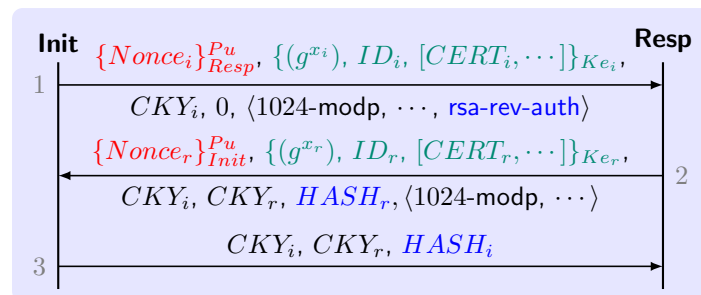 Init Resp
{Nonce_i}^{Pu}_{Resp}, {(g^{x_i}), ID_i, [CERT_i, ⋯]}_{Ke_i},
1
CKY_i, 0, ⟨1024-modp, ⋯, rsa-rev-auth⟩
{Nonce_r}^{Pu}_{Init}, {(g^{x_r}), ID_r, [CERT_r, ⋯]}_{Ke_r},
2
CKY_i, CKY_r, HASH_r, ⟨1024-modp, ⋯⟩
CKY_i, CKY_r, HASH_i
3